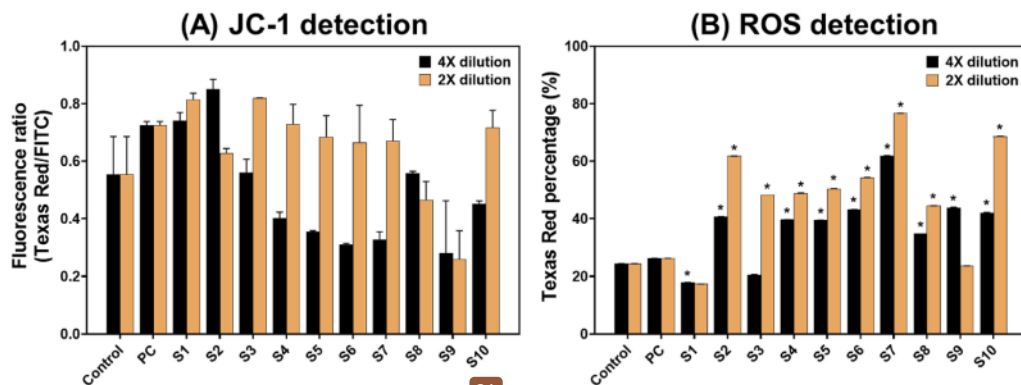 (A) JC-1 detection
1.0
0.8
0.6
0.4
0.2
0.0
Fluorescence ratio
(Texas Red/FITC)
4X dilution
2X dilution
Control PC S1 S2 S3 S4 S5 S6 S7 S8 S9 S10
(B) ROS detection
100
80
60
40
20
0
Texas Red percentage (%)
4X dilution
2X dilution
* * * * * * * * * * * * * * * * *
Control PC S1 S2 S3 S4 S5 S6 S7 S8 S9 S10